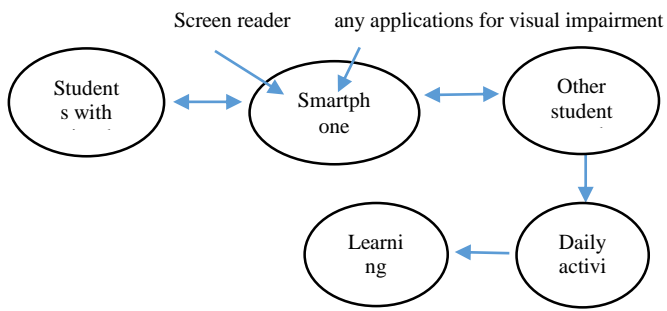 Screen reader
any applications for visual impairment
Student
s with
Smartph
one
Other
student
Learni
ng
Daily
activi